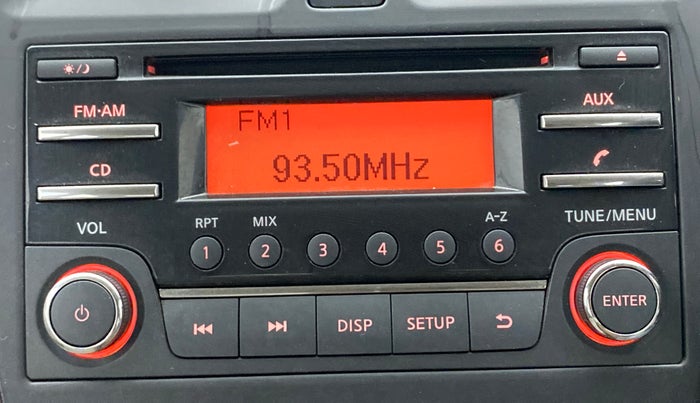 FM·AM
AUX
FM1
93.50MHz
CD
VOL
RPT
MIX
A-Z
TUNE/MENU
1
2
3
4
5
6
ENTER
DISP
SETUP